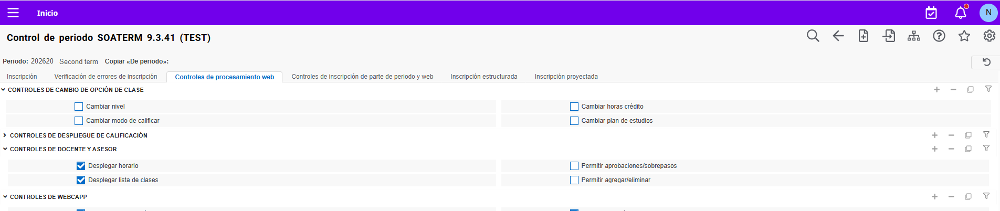 Inicio
N
Control de periodo SOATERM 9.3.41 (TEST)
Periodo: 202620 Second term Copiar «De periodo»:
Inscripción Verificación de errores de inscripción Controles de procesamiento web Controles de inscripción de parte de periodo y web Inscripción estructurada Inscripción proyectada
CONTROLES DE CAMBIO DE OPCIÓN DE CLASE
Cambiar nivel Cambiar horas crédito
Cambiar modo de calificar Cambiar plan de estudios
CONTROLES DE DESPLIEGUE DE CALIFICACIÓN
CONTROLES DE DOCENTE Y ASESOR
Desplegar horario Permitir aprobaciones/sobrepasos
Desplegar lista de clases Permitir agregar/eliminar
CONTROLES DE WEBCAPP